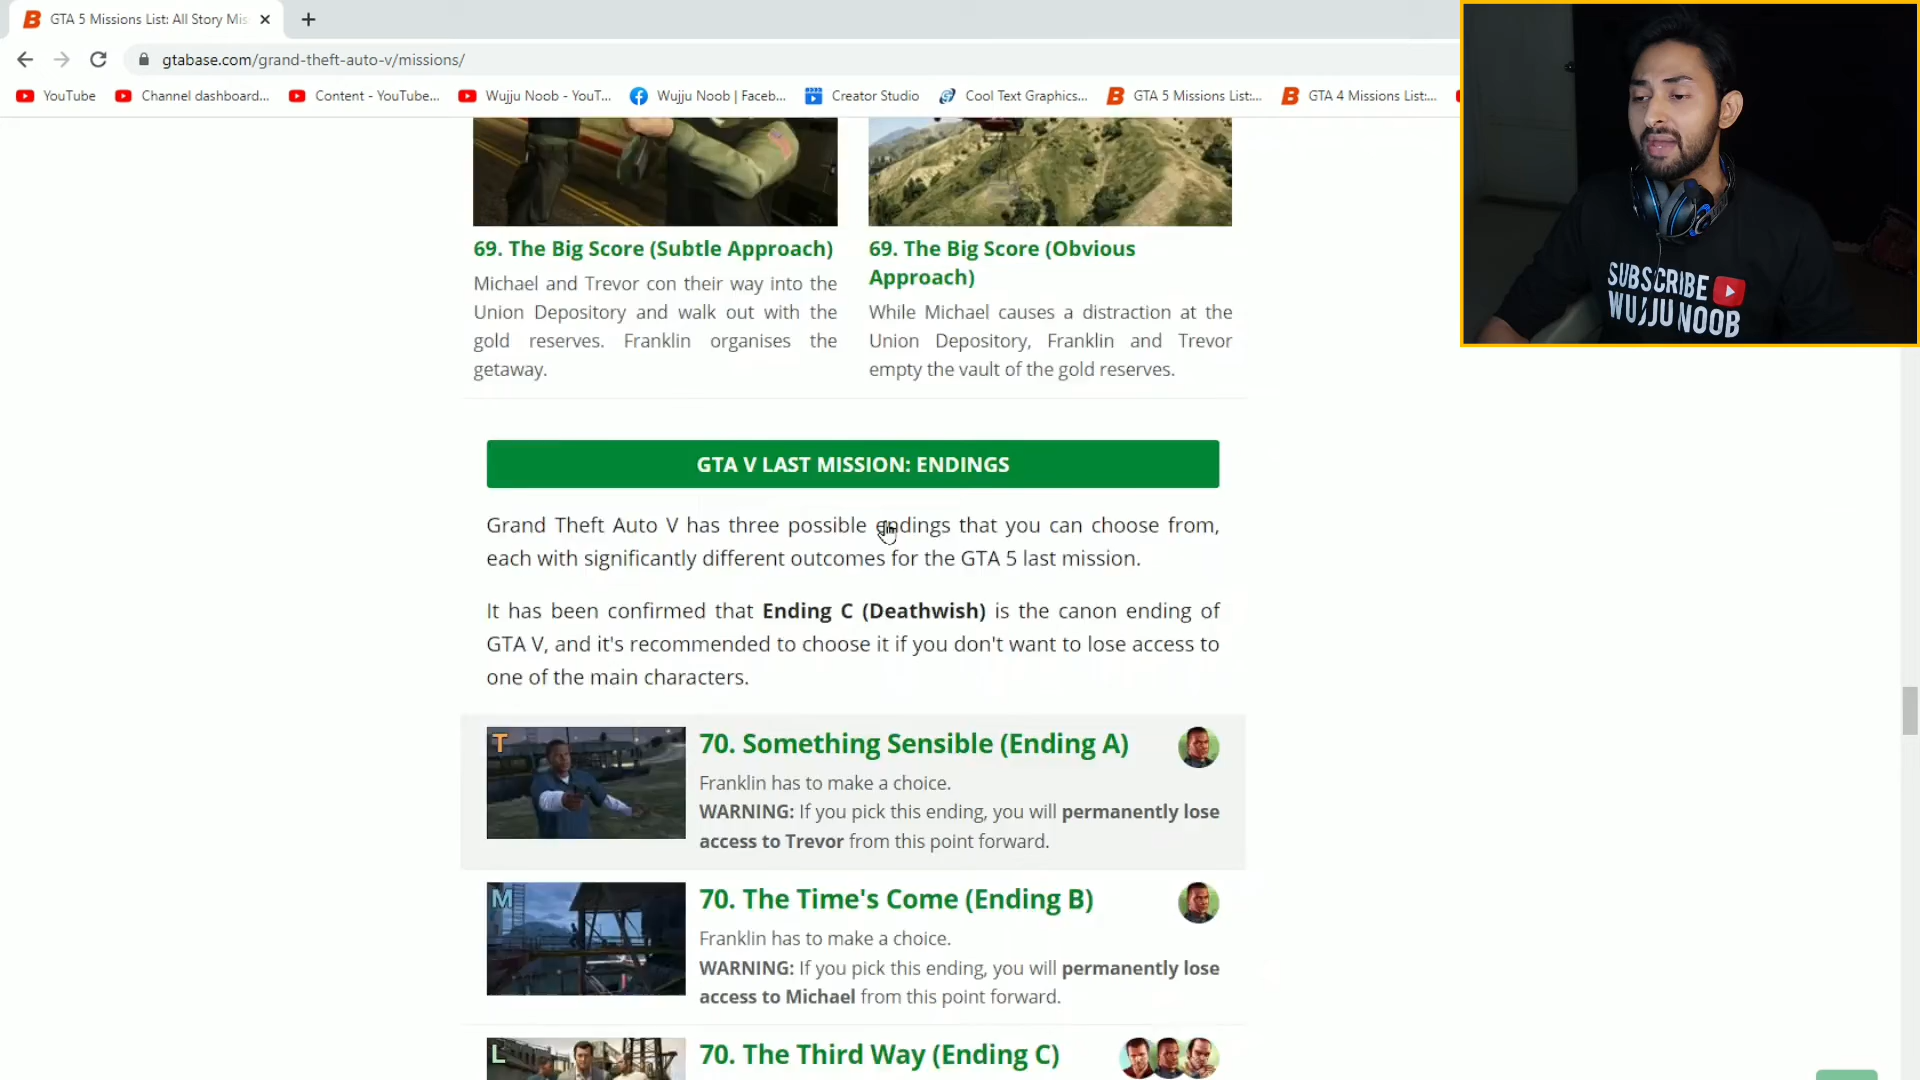 GTA 5 Missions List: All Story Mis
gtabase.com/grand-theft-auto-v/missions/
YouTube
Channel dashboard...
Content - YouTube...
Wujju Noob - YouT...
Wujju Noob | Faceb...
Creator Studio
Cool Text Graphics...
GTA 5 Missions List:...
GTA 4 Missions List:...
SUBSCRIBE
WUJJU NOOB
69. The Big Score (Subtle Approach)
Michael and Trevor con their way into the
Union Depository and walk out with the
gold reserves. Franklin organises the
getaway.
69. The Big Score (Obvious
Approach)
While Michael causes a distraction at the
Union Depository, Franklin and Trevor
empty the vault of the gold reserves.
GTA V LAST MISSION: ENDINGS
Grand Theft Auto V has three possible endings that you can choose from,
each with significantly different outcomes for the GTA 5 last mission.
It has been confirmed that Ending C (Deathwish) is the canon ending of
GTA V, and it's recommended to choose it if you don't want to lose access to
one of the main characters.
T
70. Something Sensible (Ending A)
Franklin has to make a choice.
WARNING: If you pick this ending, you will permanently lose
access to Trevor from this point forward.
M
70. The Time's Come (Ending B)
Franklin has to make a choice.
WARNING: If you pick this ending, you will permanently lose
access to Michael from this point forward.
L
70. The Third Way (Ending C)